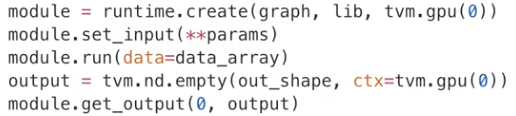 module = runtime.create(graph, lib, tvm.gpu(0))
module.set_input(**params)
module.run(data=data_array)
output = tvm.nd.empty(out_shape, ctx=tvm.gpu(0))
module.get_output(0, output)